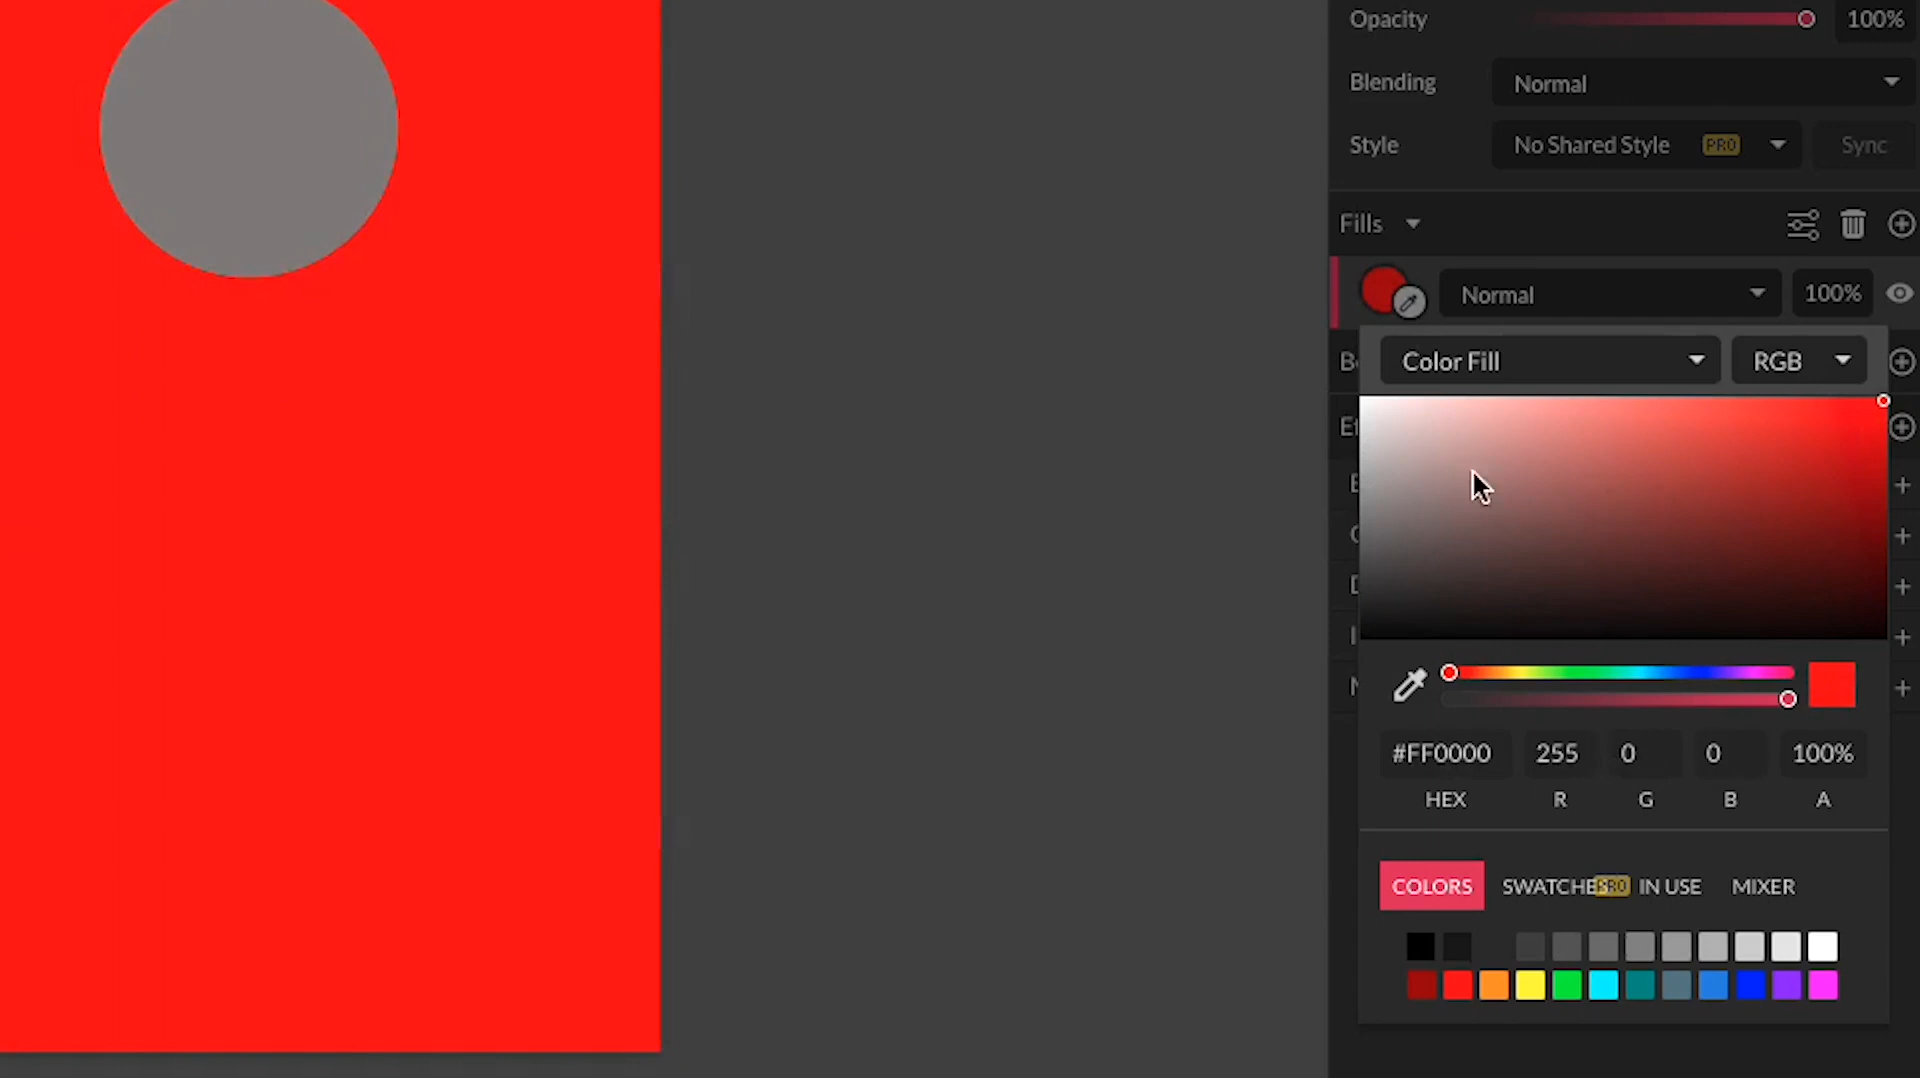 Opacity 100%
Blending Normal
Style No Shared Style PRO Sync
Fills
Normal 100%
Color Fill RGB
#FF0000 255 0 0 100%
HEX R G B A
COLORS SWATCHES PRO IN USE MIXER